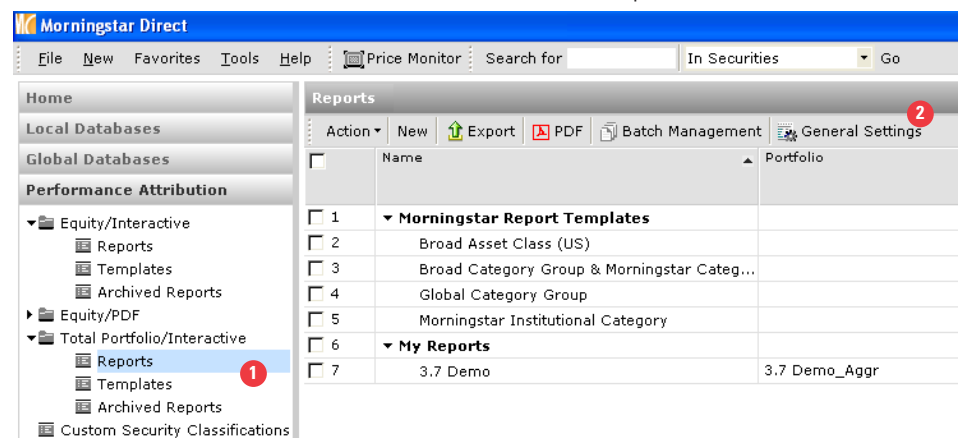 Morningstar Direct
File New Favorites Tools Help Price Monitor Search for In Securities Go
Home
Local Databases
Global Databases
Performance Attribution
Equity/Interactive
Reports
Templates
Archived Reports
Equity/PDF
Total Portfolio/Interactive
Reports 1
Templates
Archived Reports
Custom Security Classifications
Reports
2
Action New Export PDF Batch Management General Settings
Name Portfolio
1 Morningstar Report Templates
2 Broad Asset Class (US)
3 Broad Category Group & Morningstar Categ...
4 Global Category Group
5 Morningstar Institutional Category
6 My Reports
7 3.7 Demo 3.7 Demo_Aggr